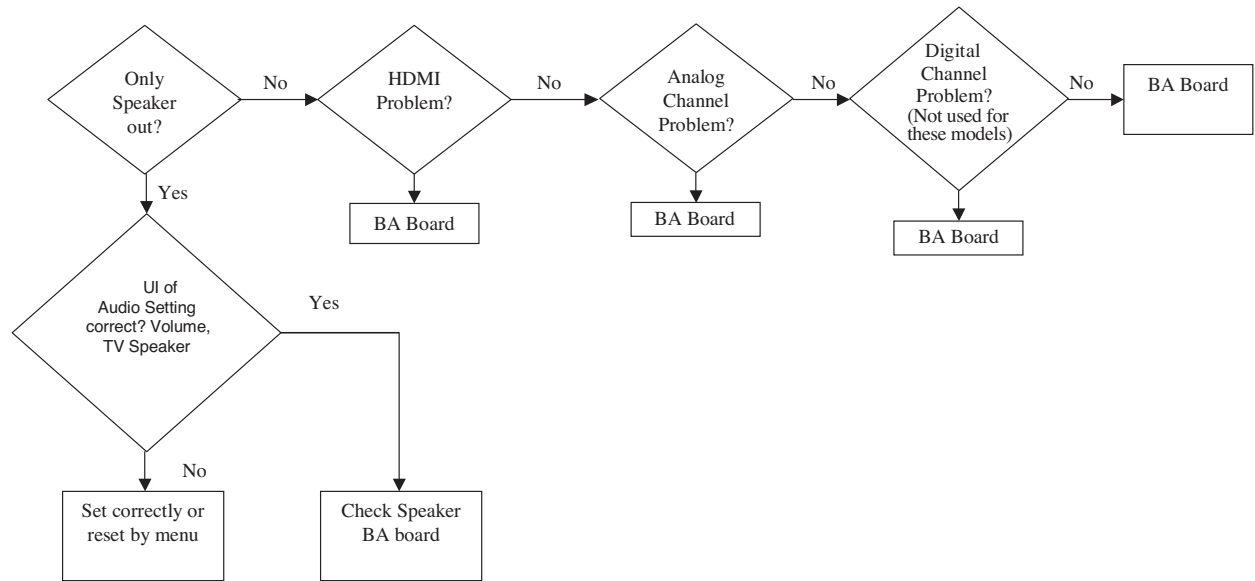 Only
Speaker
out?
No
HDMI
Problem?
No
Analog
Channel
Problem?
No
Digital
Channel
Problem?
(Not used for
these models)
No
BA Board
Yes
BA Board
BA Board
BA Board
UI of
Audio Setting
correct? Volume,
TV Speaker
Yes
No
Set correctly or
reset by menu
Check Speaker
BA board